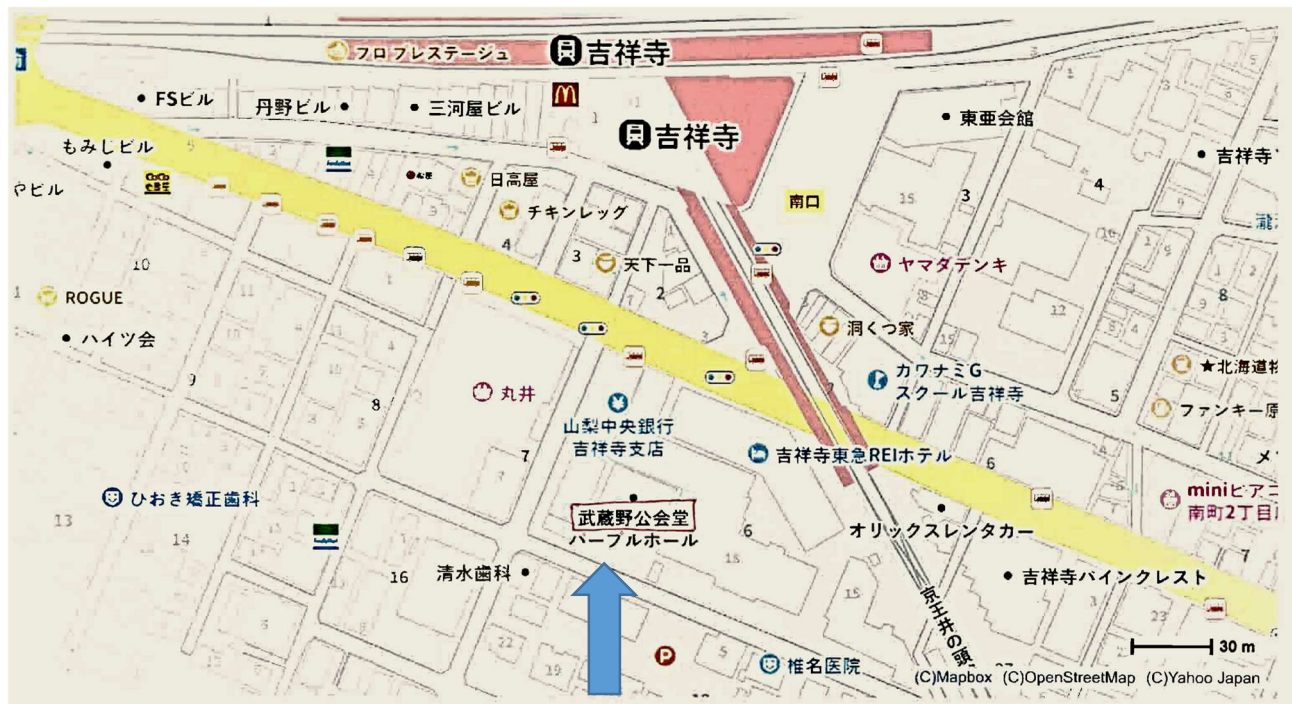 フロ プレステージュ
吉祥寺
FSビル
丹野ビル
三河屋ビル
吉祥寺
東亜会館
もみじビル
吉祥寺
やビル
日高屋
南口
3
4
チキンレッグ
4
3
天下一品
2
ヤマダデンキ
10
ROGUE
8
ハイツ会
洞くつ家
カワナミG
スクール吉祥寺
★北海道
9
8
丸井
5
ファンキー
山梨中央銀行
吉祥寺支店
7
吉祥寺東急REIホテル
6
メ
ひおき矯正歯科
miniピアニ
南町2丁目
13
武蔵野公会堂
パープルホール
6
オリックスレンタカー
14
7
16
清水歯科
吉祥寺パインクレスト
京王井の頭
P
椎名医院
30 m
(C)Mapbox (C)OpenStreetMap (C)Yahoo Japan